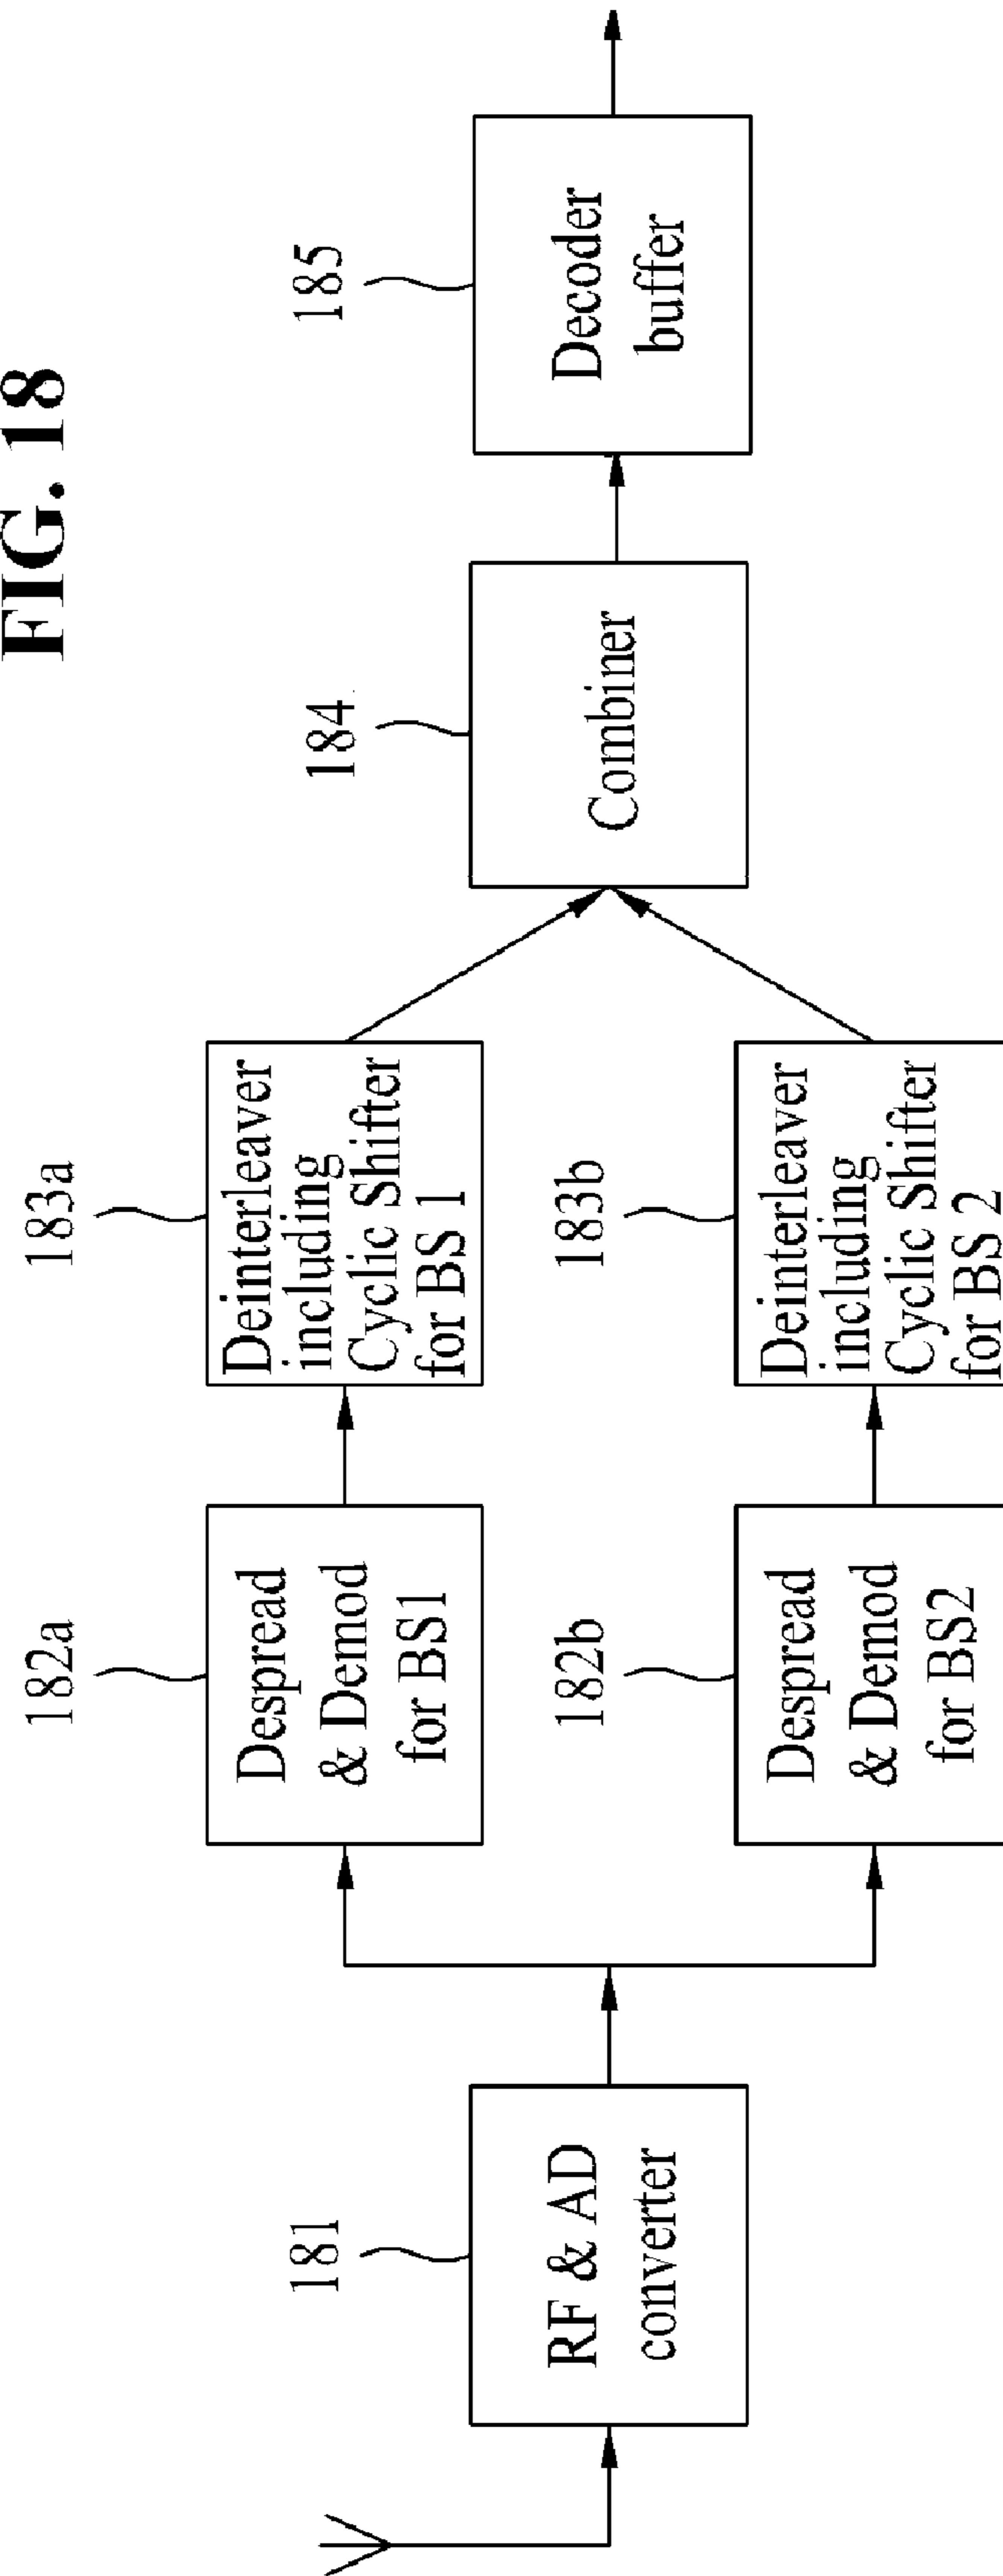 FIG. 18
181
RF & AD
converter
182a
Despread
& Demod
for BS1
183a
Deinterleaver
including
Cyclic Shifter
for BS 1
182b
Despread
& Demod
for BS2
183b
Deinterleaver
including
Cyclic Shifter
for BS 2
184
Combiner
185
Decoder
buffer